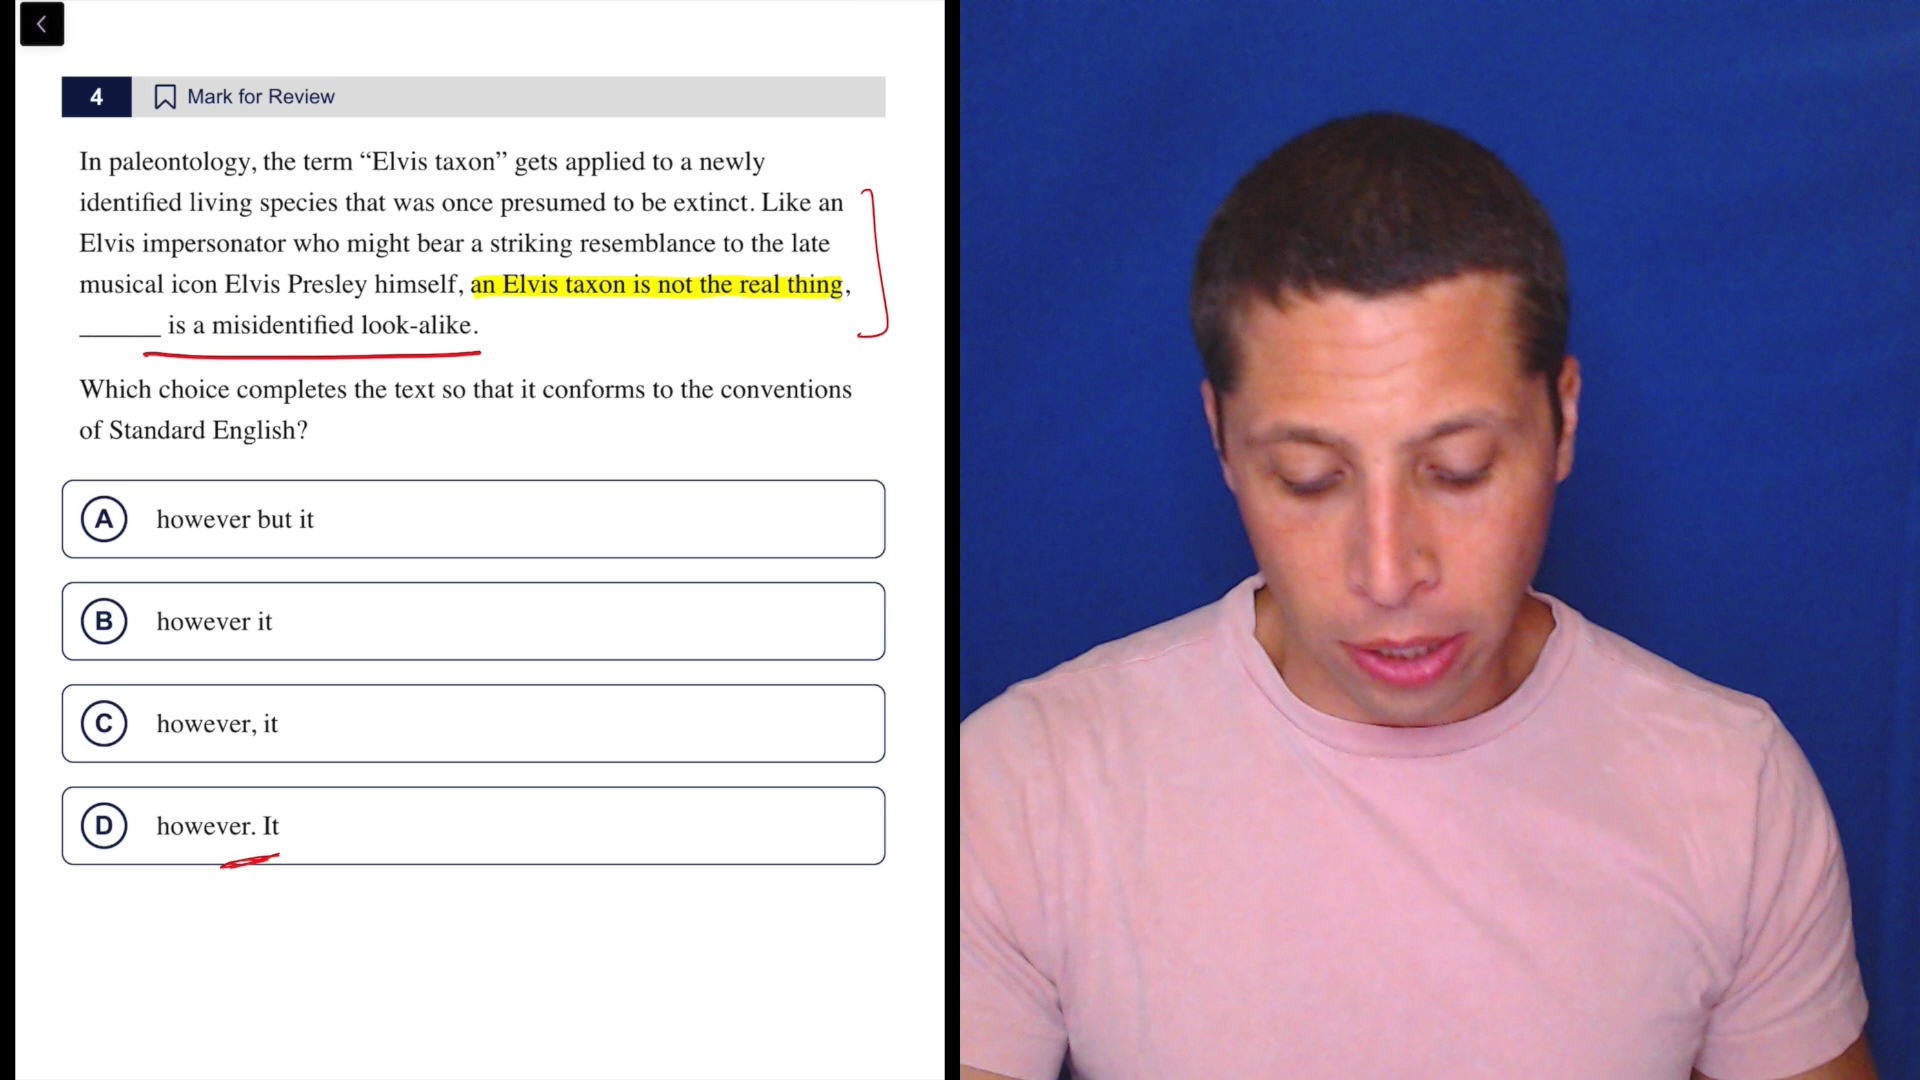 4 Mark for Review
In paleontology, the term “Elvis taxon” gets applied to a newly
identified living species that was once presumed to be extinct. Like an
Elvis impersonator who might bear a striking resemblance to the late
musical icon Elvis Presley himself, an Elvis taxon is not the real thing,
______ is a misidentified look-alike.
Which choice completes the text so that it conforms to the conventions
of Standard English?
A however but it
B however it
C however, it
D however. It